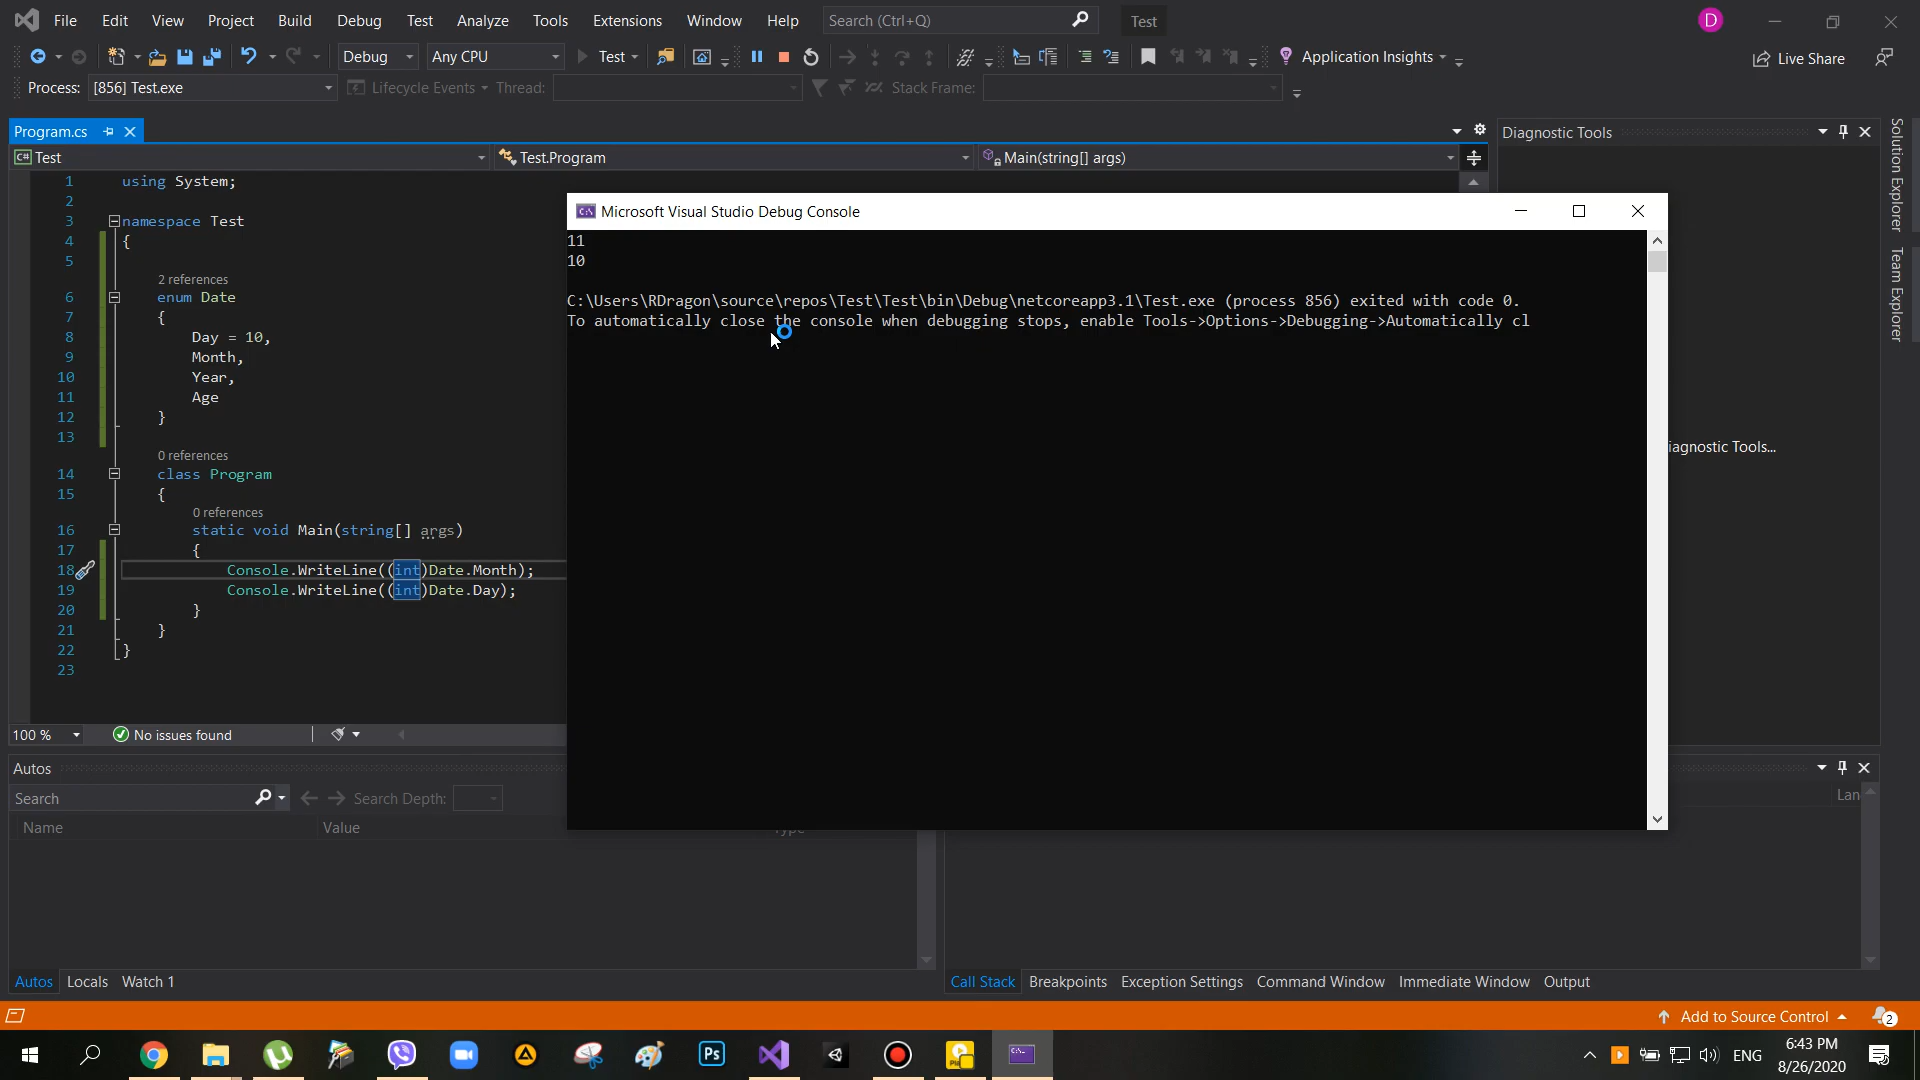 File Edit View Project Build Debug Test Analyze Tools Extensions Window Help Search (Ctrl+Q) Test D
Debug Any CPU Test Application Insights Live Share
Process: [856] Test.exe Lifecycle Events Thread: Stack Frame:
Program.cs
Diagnostic Tools
C# Test Test.Program Main(string[] args)
Solution Explorer
Team Explorer
1 using System;
2
3 namespace Test
4 {
5
2 references
6 enum Date
7 {
8 Day = 10,
9 Month,
10 Year,
11 Age
12 }
13
0 references
14 class Program
15 {
0 references
16 static void Main(string[] args)
17 {
18 Console.WriteLine((int)Date.Month);
19 Console.WriteLine((int)Date.Day);
20 }
21 }
22 }
23
Microsoft Visual Studio Debug Console
11
10
C:\Users\RDragon\source\repos\Test\Test\bin\Debug\netcoreapp3.1\Test.exe (process 856) exited with code 0.
To automatically close the console when debugging stops, enable Tools->Options->Debugging->Automatically cl
iagnostic Tools...
100 % No issues found
Autos
Search Search Depth:
Name Value Type
Lan
Autos Locals Watch 1
Call Stack Breakpoints Exception Settings Command Window Immediate Window Output
Add to Source Control 2
Ps
ENG
6:43 PM
8/26/2020